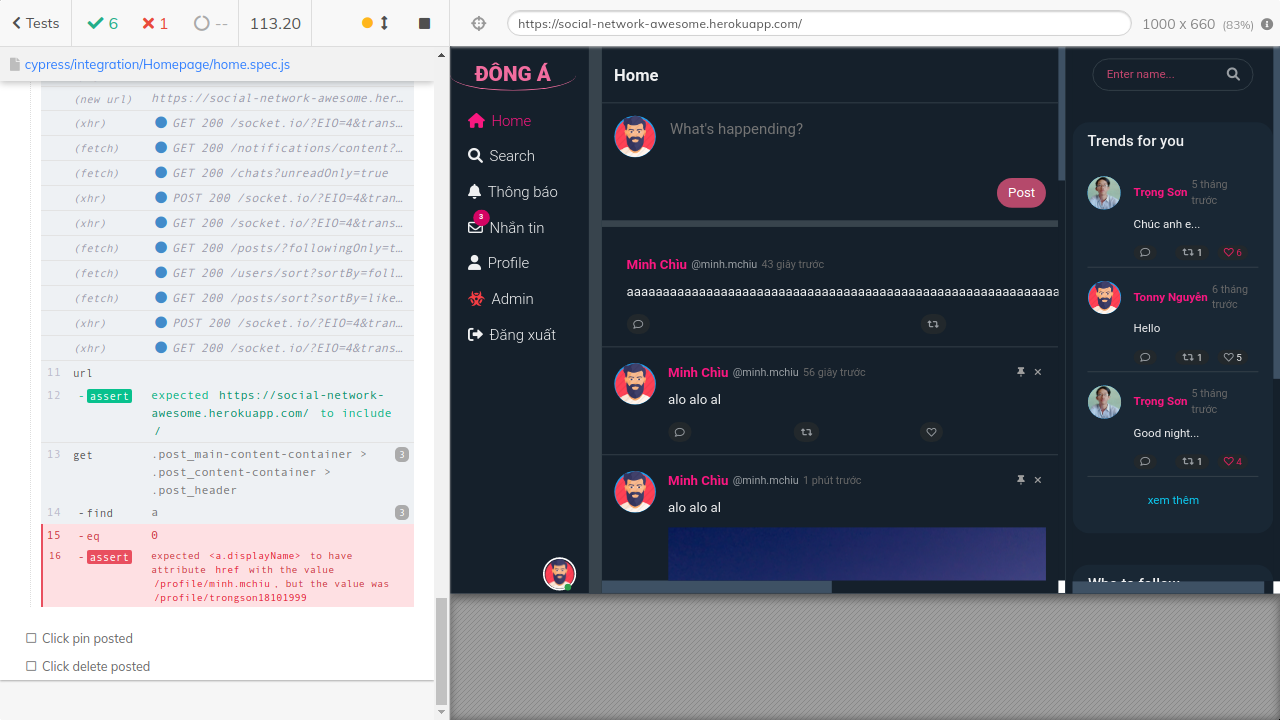 Tests
6
1
--
113.20
https://social-network-awesome.herokuapp.com/
1000 x 660 (83%)
cypress/integration/Homepage/home.spec.js
(new url) https://social-network-awesome.her...
(xhr) GET 200 /socket.io/?EIO=4&trans...
(fetch) GET 200 /notifications/content?...
(fetch) GET 200 /chats?unreadOnly=true
(xhr) POST 200 /socket.io/?EIO=4&tran...
(xhr) GET 200 /socket.io/?EIO=4&trans...
(fetch) GET 200 /posts/?followingOnly=t...
(fetch) GET 200 /users/sort?sortBy=foll...
(fetch) GET 200 /posts/sort?sortBy=like...
(xhr) POST 200 /socket.io/?EIO=4&tran...
(xhr) GET 200 /socket.io/?EIO=4&trans...
11 url
12 -assert expected https://social-network-
awesome.herokuapp.com/ to include
/
13 get .post_main-content-container > 3
.post_content-container >
.post_header
14 -find a 3
15 -eq 0
16 -assert expected <a.displayName> to have
attribute href with the value
/profile/minh.mchiu, but the value was
/profile/trongson18101999
Click pin posted
Click delete posted
ĐÔNG Á
Home
Search
Thông báo
3
Nhắn tin
Profile
Admin
Đăng xuất
Home
What's happending?
Post
Minh Chìu @minh.mchiu 43 giây trước
Minh Chìu @minh.mchiu 56 giây trước
alo alo al
Minh Chìu @minh.mchiu 1 phút trước
alo alo al
Enter name...
Trends for you
Trọng Sơn 5 tháng
trước
Chúc anh e...
1 6
Tonny Nguyên 6 tháng
trước
Hello
1 5
Trọng Sơn 5 tháng
trước
Good night...
1 4
xem thêm
Who to follow